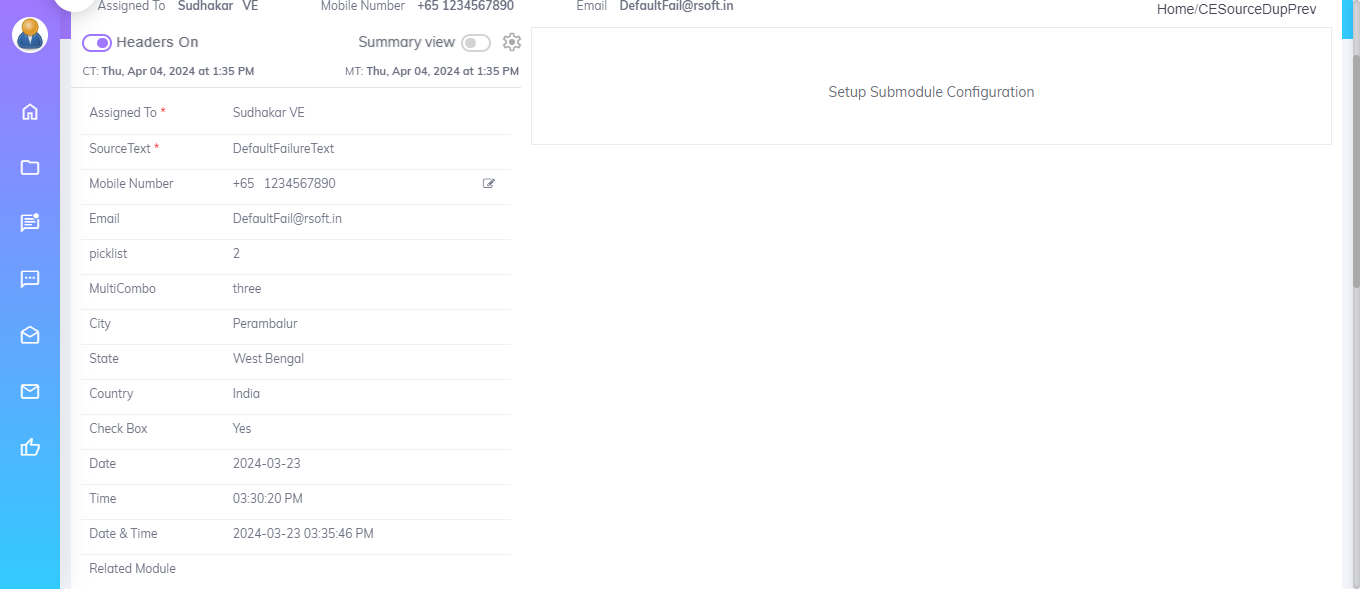 Assigned To Sudhakar VE Mobile Number +65 1234567890 Email DefaultFail@rsoft.in Home/CESourceDupPrev
Headers On Summary view
CT: Thu, Apr 04, 2024 at 1:35 PM MT: Thu, Apr 04, 2024 at 1:35 PM
Setup Submodule Configuration
Assigned To * Sudhakar VE
SourceText * DefaultFailureText
Mobile Number +65 1234567890
Email DefaultFail@rsoft.in
picklist 2
MultiCombo three
City Perambalur
State West Bengal
Country India
Check Box Yes
Date 2024-03-23
Time 03:30:20 PM
Date & Time 2024-03-23 03:35:46 PM
Related Module